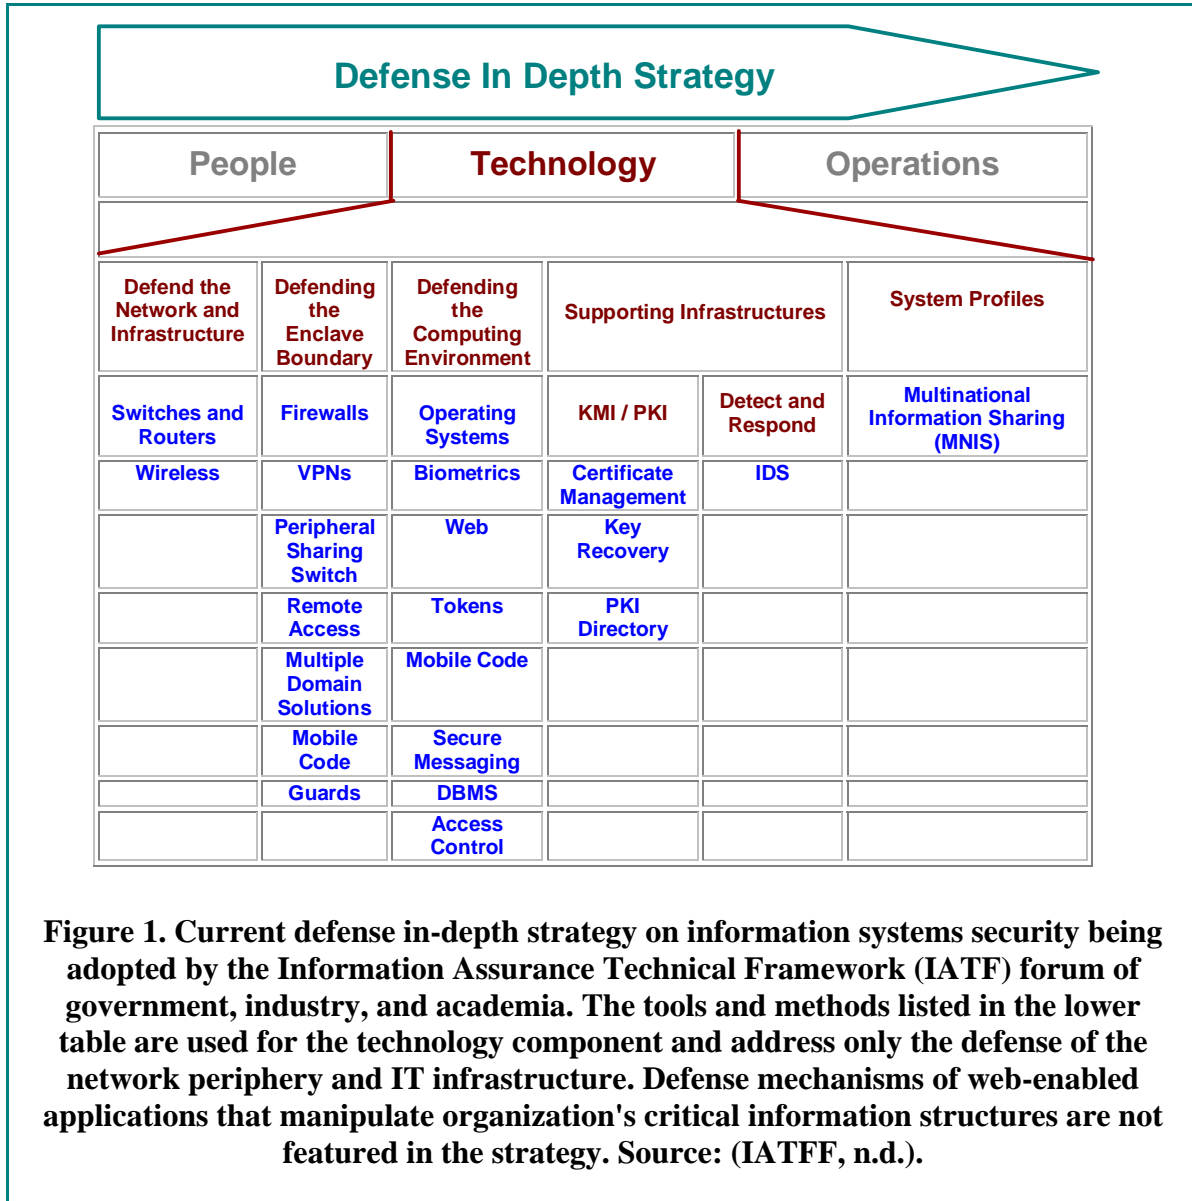 Defense In Depth Strategy
People Technology Operations
Defend the
Network and
Infrastructure
Defending
the
Enclave
Boundary
Defending
the
Computing
Environment
Supporting Infrastructures
System Profiles
Switches and
Routers
Firewalls
Operating
Systems
KMI / PKI
Detect and
Respond
Multinational
Information Sharing
(MNIS)
Wireless
VPNs
Biometrics
Certificate
Management
IDS
Peripheral
Sharing
Switch
Web
Key
Recovery
Remote
Access
Tokens
PKI
Directory
Multiple
Domain
Solutions
Mobile Code
Mobile
Code
Secure
Messaging
Guards
DBMS
Access
Control
Figure 1. Current defense in-depth strategy on information systems security being
adopted by the Information Assurance Technical Framework (IATF) forum of
government, industry, and academia. The tools and methods listed in the lower
table are used for the technology component and address only the defense of the
network periphery and IT infrastructure. Defense mechanisms of web-enabled
applications that manipulate organization's critical information structures are not
featured in the strategy. Source: (IATFF, n.d.).